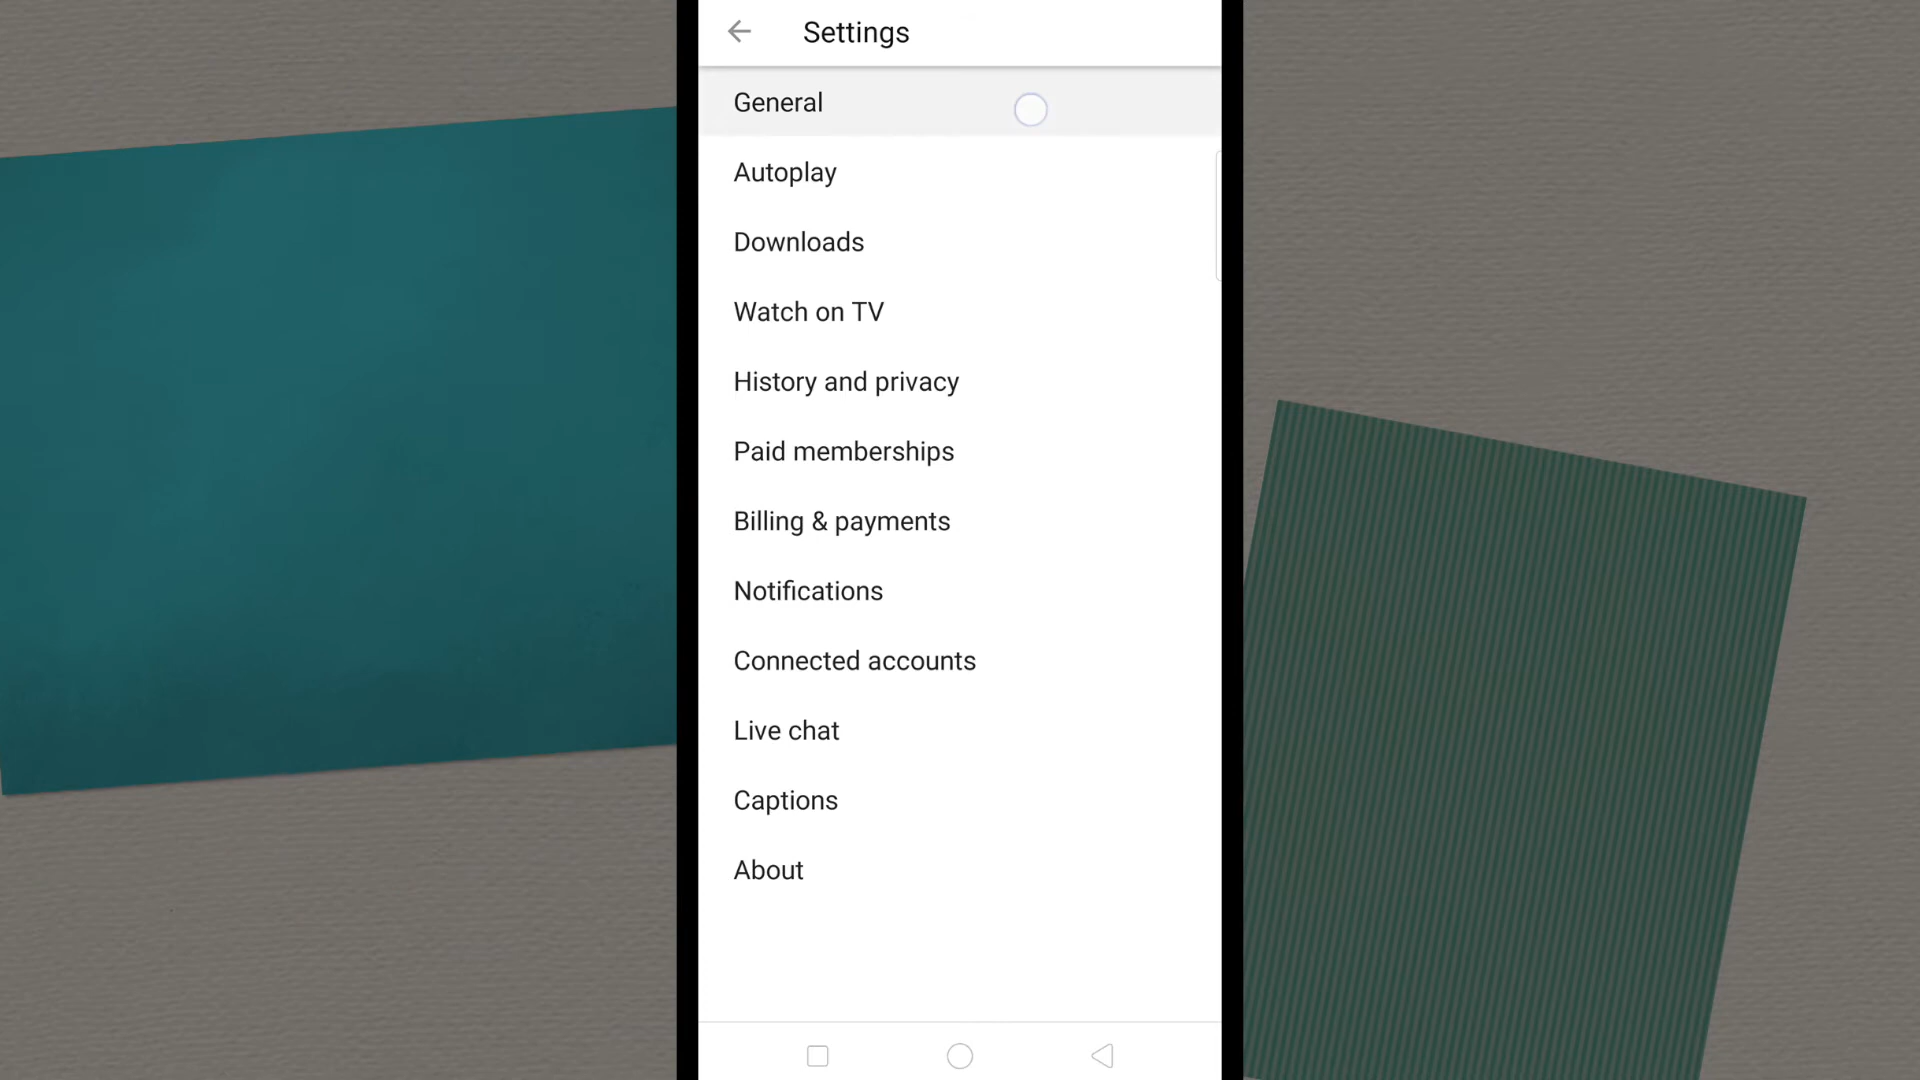 Settings
General
Autoplay
Downloads
Watch on TV
History and privacy
Paid memberships
Billing & payments
Notifications
Connected accounts
Live chat
Captions
About